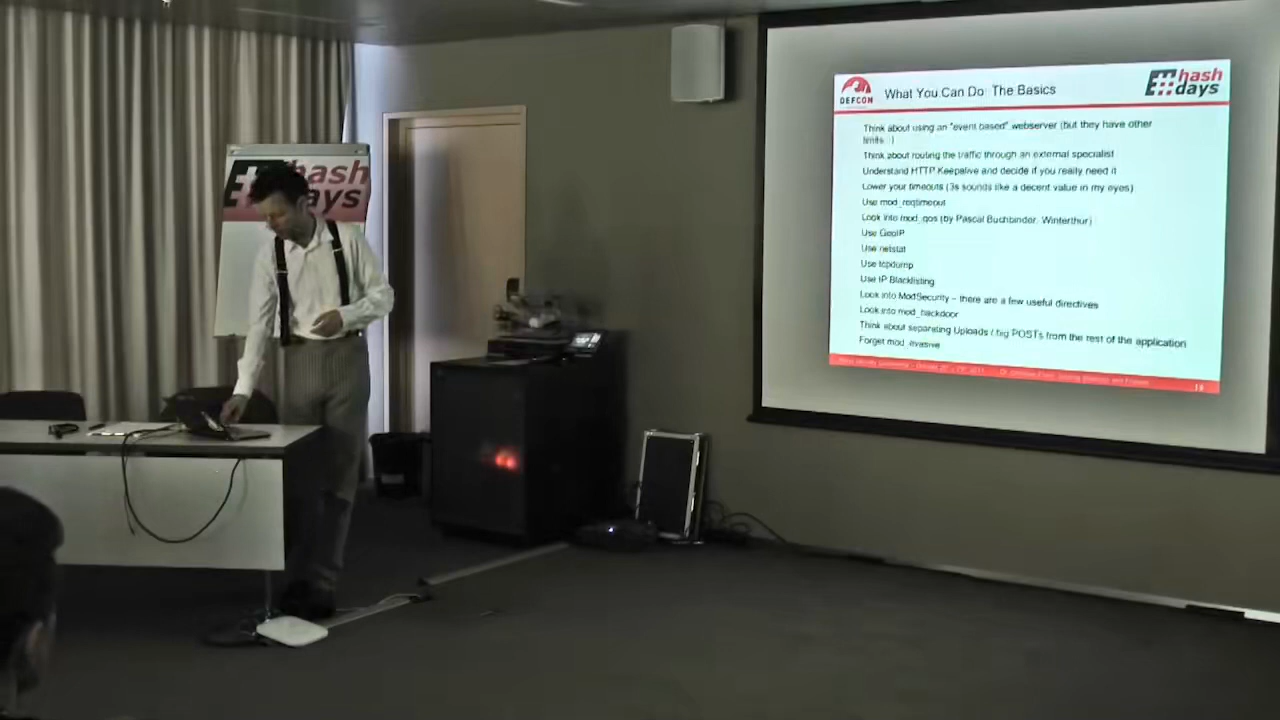 hash
days
DEFCON
What You Can Do: The Basics
hash
days
Think about using an "event based" webserver (but they have other
limits :)
Think about routing the traffic through an external specialist
Understand HTTP Keepalive and decide if you really need it
Lower your timeouts (3s sounds like a decent value in my eyes)
Use mod_reqtimeout
Look into mod_qos (by Pascal Buchbinder, Winterthur)
Use GeoIP
Use netstat
Use tcpdump
Use IP Blacklisting
Look into ModSecurity – there are a few useful directives
Look into mod_backdoor
Think about separating Uploads / big POSTs from the rest of the application
Forget mod_evasive